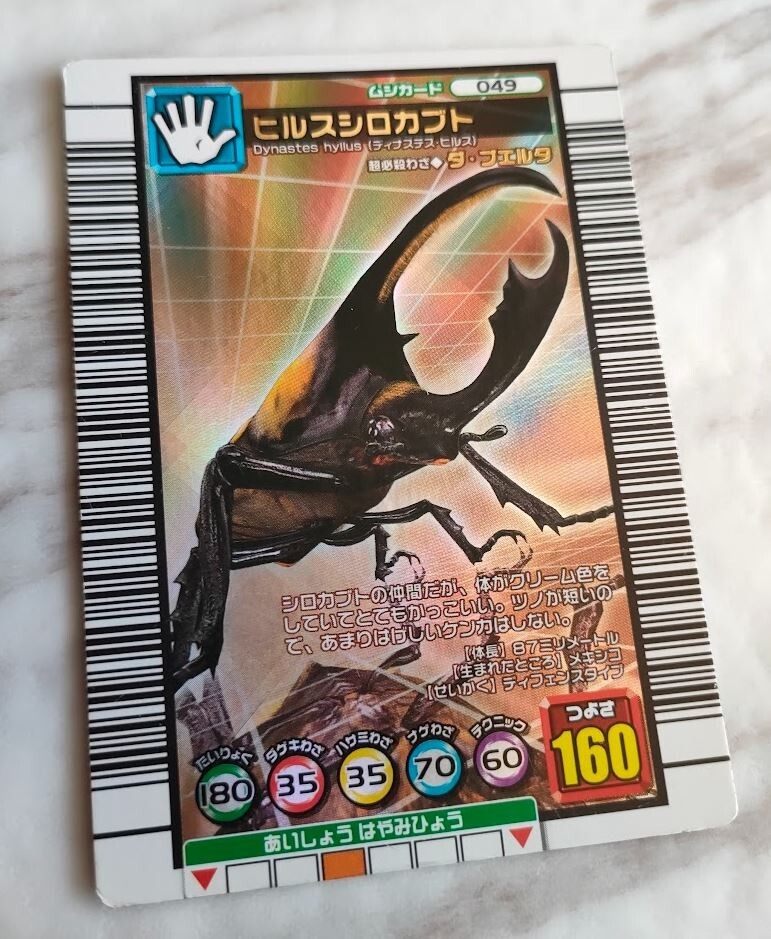 ムシカード 049
ヒルスシロカブト
Dynastes hyllus (ディナステス・ヒルス)
超必殺わざ◆ダ・ブエルタ
シロカブトの仲間だが、体がクリーム色を
していてとてもかっこいい。ツノが短いの
で、あまりはげしいケンカはしない。
【体長】87ミリメートル
【生まれたところ】メキシコ
【せいかく】ディフェンスタイプ
たいりょく ダゲキわざ ハサミわざ ナゲわざ テクニック つよさ
180 35 35 70 60 160
あいしょう はやみひょう